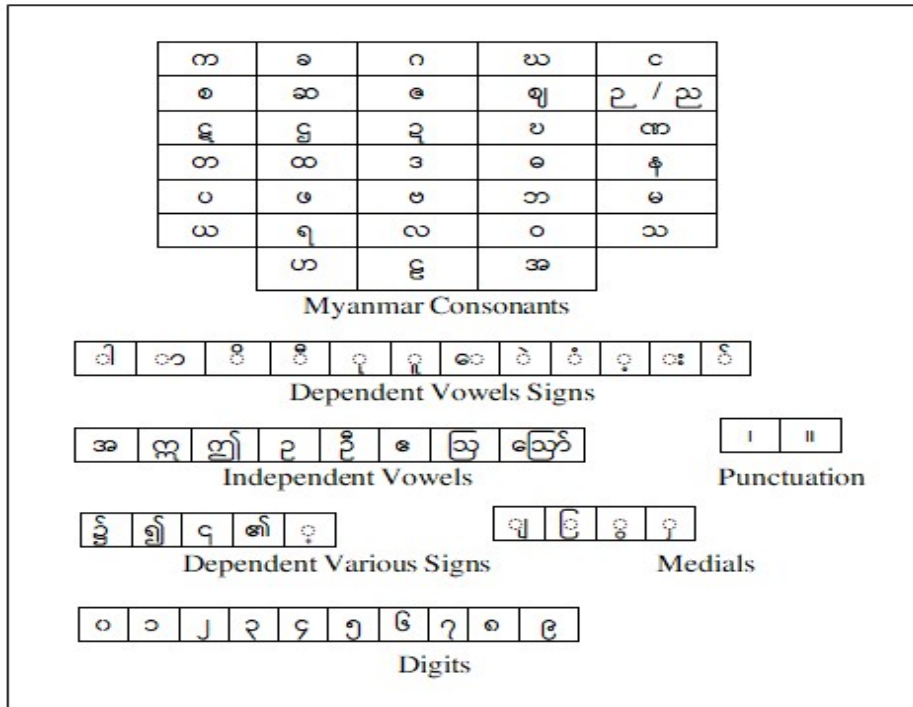 က ခ ဂ ဃ င
စ ဆ ဇ ဈ ဉ / ည
ဋ ဌ ဍ ဎ ဏ
တ ထ ဒ ဓ န
ပ ဖ ဗ ဘ မ
ယ ရ လ ဝ သ
ဟ ဠ အ
Myanmar Consonants
ါ ာ ိ ီ ု ူ ေ ဲ ံ ့ း ်
Dependent Vowels Signs
အ ဣ ဤ ဥ ဦ ဧ ဩ ဪ
Independent Vowels
၊ ။
Punctuation
၌ ၍ ၎ ၏ ့
Dependent Various Signs
ျ ြ ွ ှ
Medials
၀ ၁ ၂ ၃ ၄ ၅ ၆ ၇ ၈ ၉
Digits